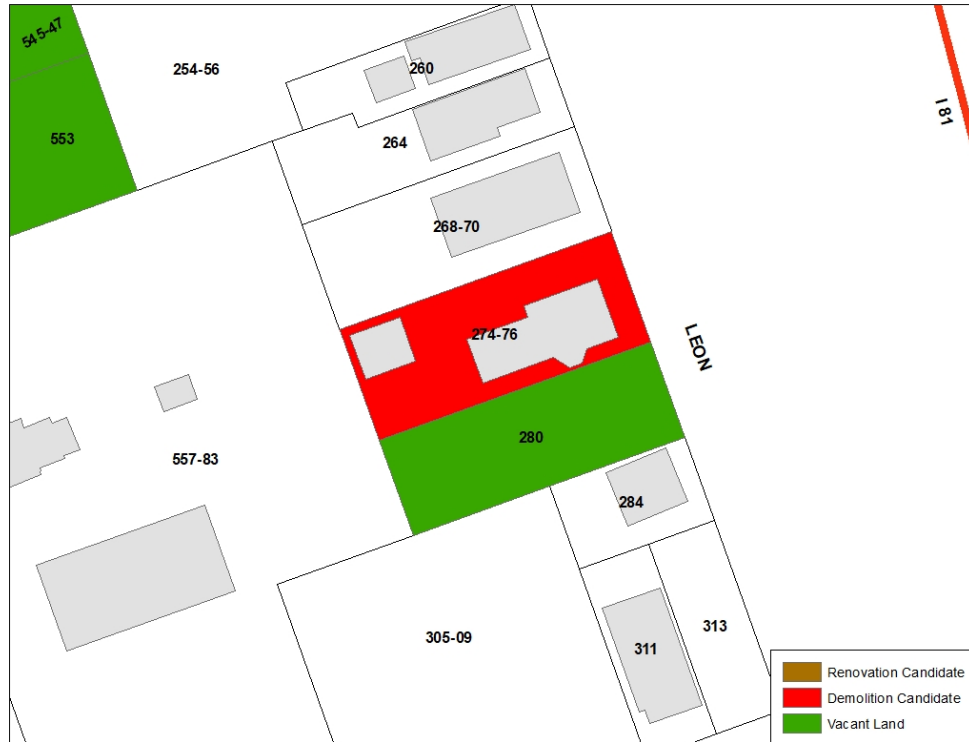 545-47
254-56
260
553
264
I 81
268-70
274-76
LEON
280
557-83
284
305-09
311
313
Renovation Candidate
Demolition Candidate
Vacant Land